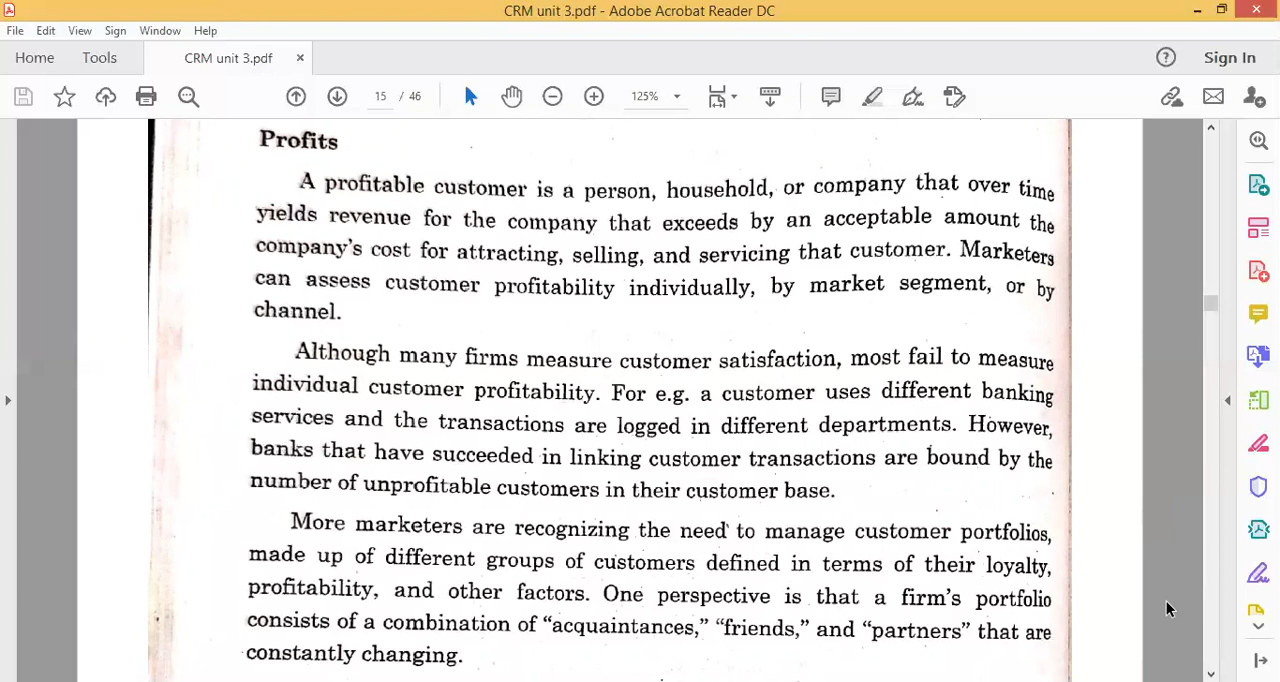 CRM unit 3.pdf - Adobe Acrobat Reader DC
File Edit View Sign Window Help
Home Tools CRM unit 3.pdf × Sign In
15 / 46 125%
Profits
A profitable customer is a person, household, or company that over time
yields revenue for the company that exceeds by an acceptable amount the
company's cost for attracting, selling, and servicing that customer. Marketers
can assess customer profitability individually, by market segment, or by
channel.
Although many firms measure customer satisfaction, most fail to measure
individual customer profitability. For e.g. a customer uses different banking
services and the transactions are logged in different departments. However,
banks that have succeeded in linking customer transactions are bound by the
number of unprofitable customers in their customer base.
More marketers are recognizing the need to manage customer portfolios,
made up of different groups of customers defined in terms of their loyalty,
profitability, and other factors. One perspective is that a firm's portfolio
consists of a combination of "acquaintances," "friends," and "partners" that are
constantly changing.